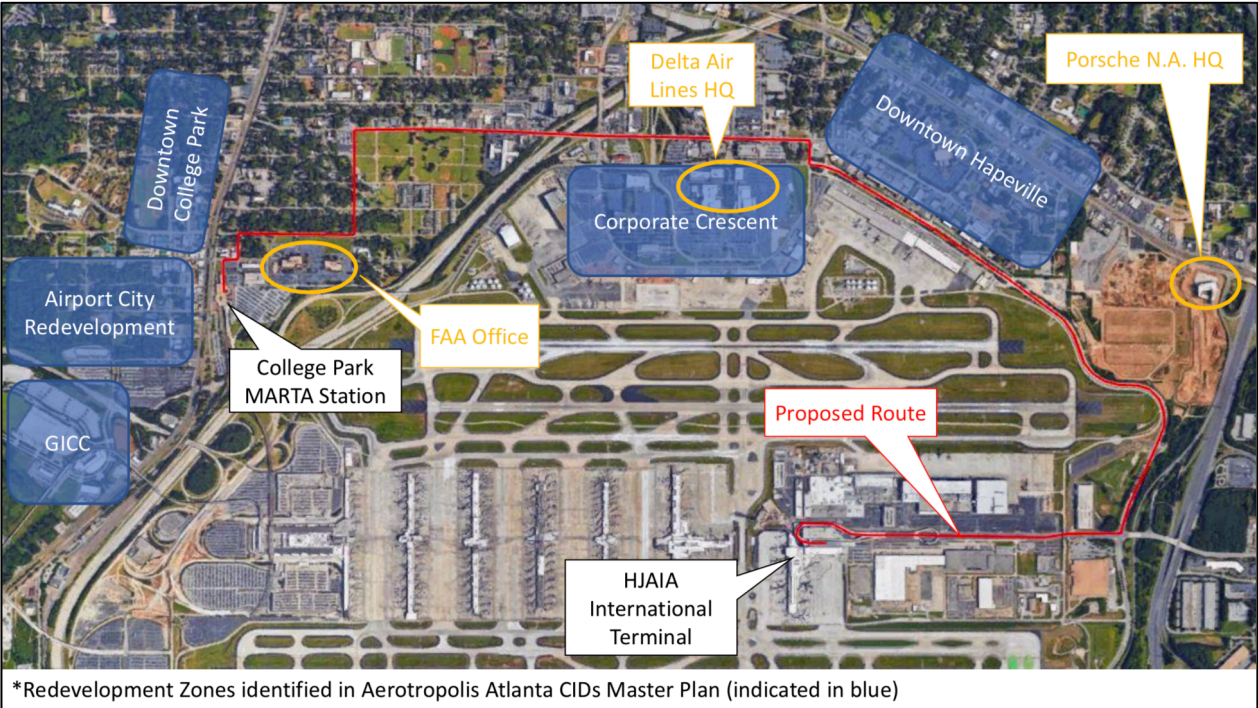 Delta Air
Lines HQ
Porsche N.A. HQ
Downtown
College Park
Downtown Hapeville
Corporate Crescent
Airport City
Redevelopment
FAA Office
College Park
MARTA Station
Proposed Route
GICC
HJAIA
International
Terminal
*Redevelopment Zones identified in Aerotropolis Atlanta CIDs Master Plan (indicated in blue)